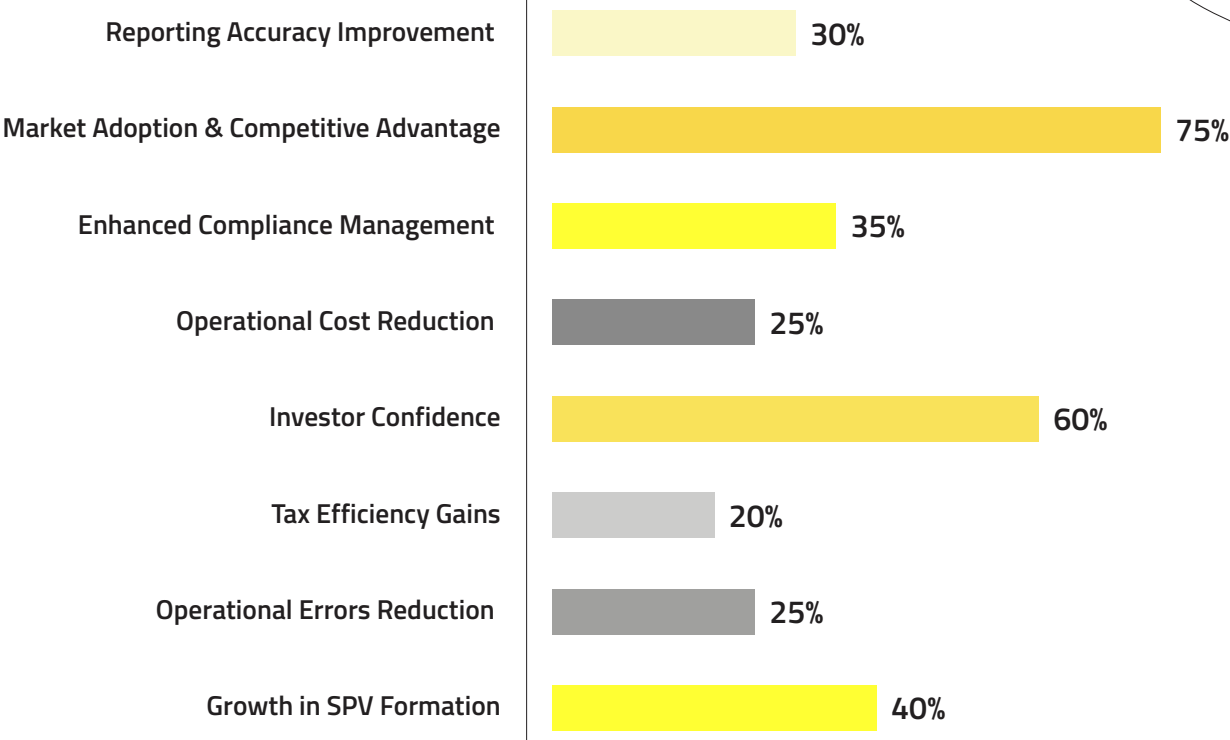 Reporting Accuracy Improvement 30%
Market Adoption & Competitive Advantage 75%
Enhanced Compliance Management 35%
Operational Cost Reduction 25%
Investor Confidence 60%
Tax Efficiency Gains 20%
Operational Errors Reduction 25%
Growth in SPV Formation 40%